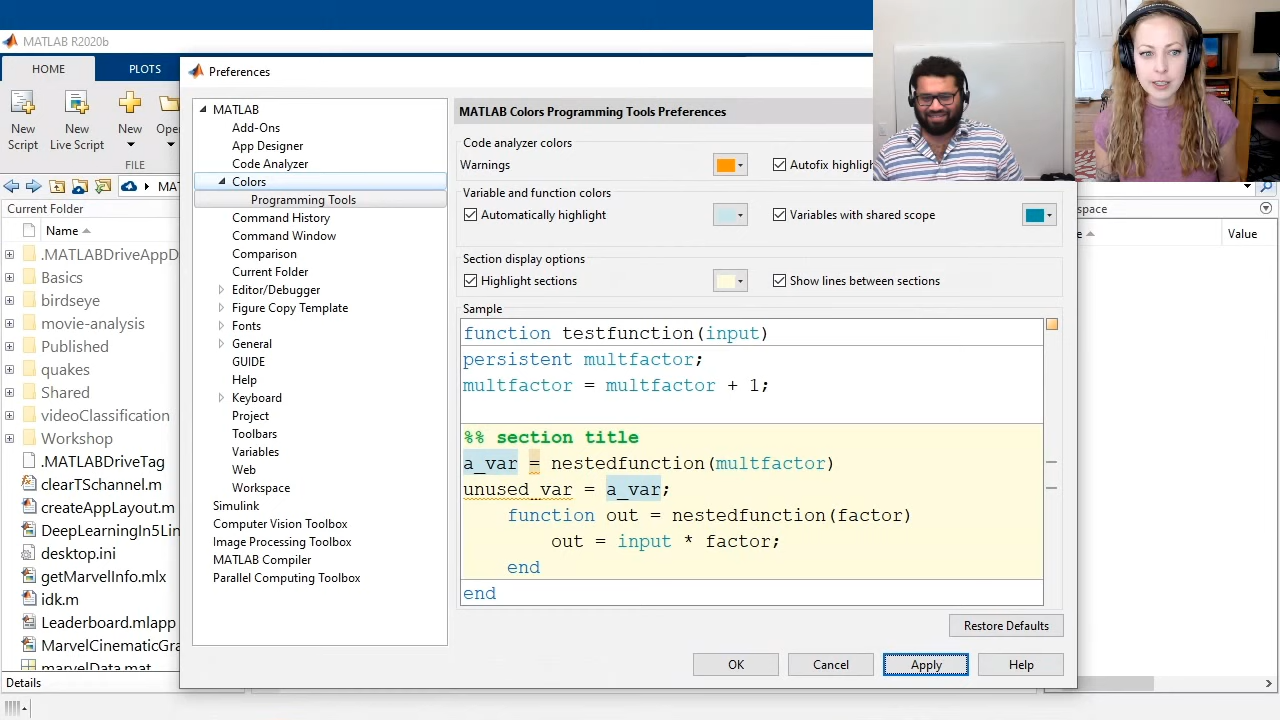 MATLAB R2020b
HOME
PLOTS
New Script
New Live Script
New
Ope
FILE
MAT
Current Folder
Name
.MATLABDriveAppD
Basics
birdseye
movie-analysis
Published
quakes
Shared
videoClassification
Workshop
.MATLABDriveTag
clearTSchannel.m
createAppLayout.m
DeepLearningIn5Lin
desktop.ini
getMarvelInfo.mlx
idk.m
Leaderboard.mlapp
MarvelCinematicGra
marvelData.mat
Details
Preferences
MATLAB
Add-Ons
App Designer
Code Analyzer
Colors
Programming Tools
Command History
Command Window
Comparison
Current Folder
Editor/Debugger
Figure Copy Template
Fonts
General
GUIDE
Help
Keyboard
Project
Toolbars
Variables
Web
Workspace
Simulink
Computer Vision Toolbox
Image Processing Toolbox
MATLAB Compiler
Parallel Computing Toolbox
MATLAB Colors Programming Tools Preferences
Code analyzer colors
Warnings
Autofix highligh
Variable and function colors
Automatically highlight
Variables with shared scope
Section display options
Highlight sections
Show lines between sections
Sample
function testfunction(input)
persistent multfactor;
multfactor = multfactor + 1;
%% section title
a_var = nestedfunction(multfactor)
unused_var = a_var;
function out = nestedfunction(factor)
out = input * factor;
end
end
Restore Defaults
OK
Cancel
Apply
Help
space
e
Value